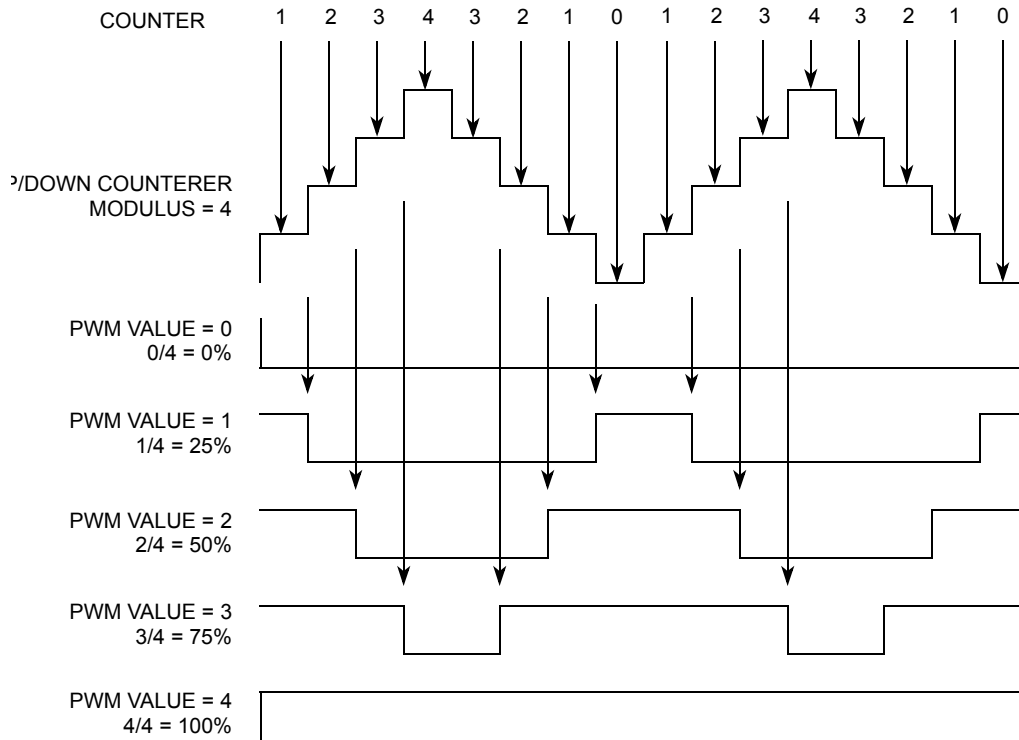 COUNTER 1 2 3 4 3 2 1 0 1 2 3 4 3 2 1 0
P/DOWN COUNTERER
MODULUS = 4
PWM VALUE = 0
0/4 = 0%
PWM VALUE = 1
1/4 = 25%
PWM VALUE = 2
2/4 = 50%
PWM VALUE = 3
3/4 = 75%
PWM VALUE = 4
4/4 = 100%